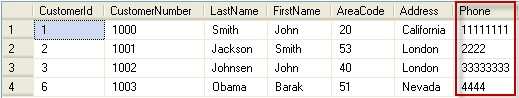 CustomerId CustomerNumber LastName FirstName AreaCode Address Phone
1 1 1000 Smith John 20 California 11111111
2 2 1001 Jackson Smith 53 London 2222
3 3 1002 Johnsen John 40 London 33333333
4 6 1003 Obama Barak 51 Nevada 4444